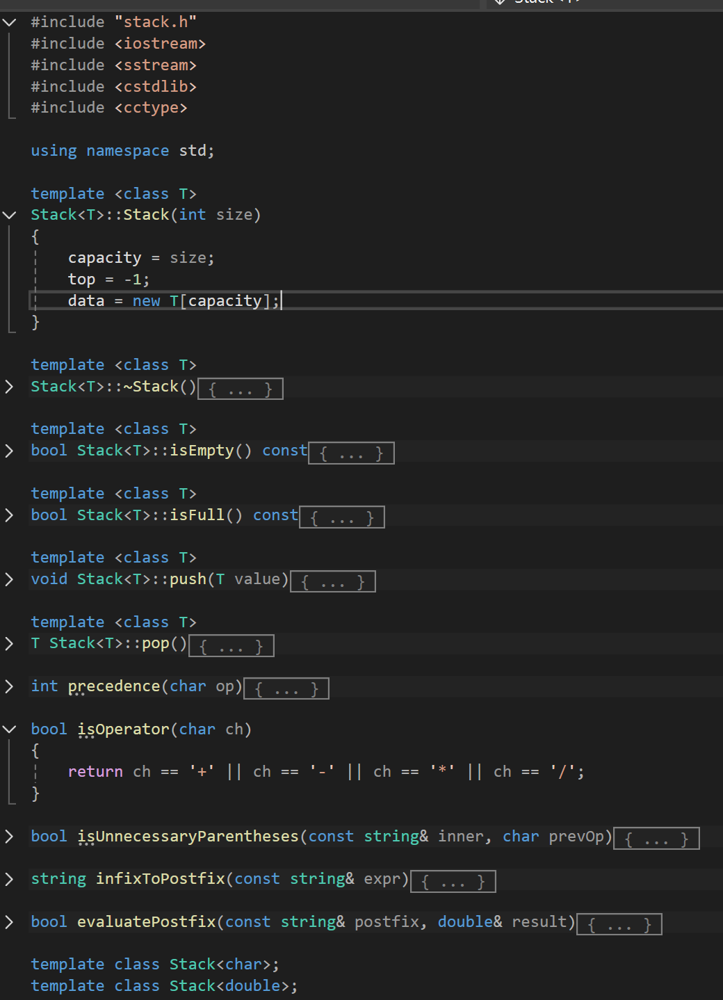 #include "stack.h"
#include <iostream>
#include <sstream>
#include <cstdlib>
#include <cctype>
using namespace std;
template <class T>
Stack<T>::Stack(int size)
{
capacity = size;
top = -1;
data = new T[capacity];
}
template <class T>
Stack<T>::~Stack(){ ... }
template <class T>
bool Stack<T>::isEmpty() const{ ... }
template <class T>
bool Stack<T>::isFull() const{ ... }
template <class T>
void Stack<T>::push(T value){ ... }
template <class T>
T Stack<T>::pop(){ ... }
int precedence(char op){ ... }
bool isOperator(char ch)
{
return ch == '+' || ch == '-' || ch == '*' || ch == '/';
}
bool isUnnecessaryParentheses(const string& inner, char prevOp){ ... }
string infixToPostfix(const string& expr){ ... }
bool evaluatePostfix(const string& postfix, double& result){ ... }
template class Stack<char>;
template class Stack<double>;